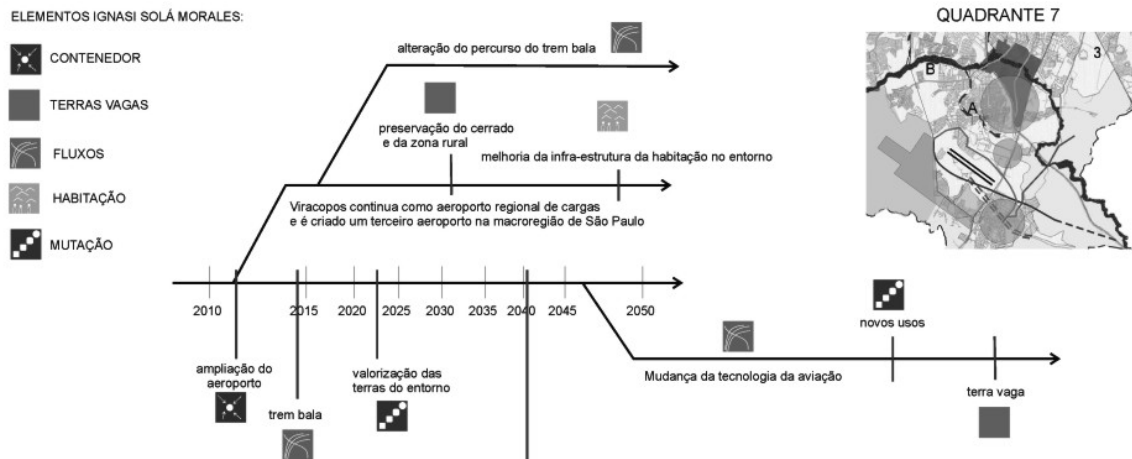 ELEMENTOS IGNASI SOLÁ MORALES:
CONTENEDOR
TERRAS VAGAS
FLUXOS
HABITAÇÃO
MUTAÇÃO
alteração do percurso do trem bala
preservação do cerrado
e da zona rural
melhoria da infra-estrutura da habitação no entorno
Viracopos continua como aeroporto regional de cargas
e é criado um terceiro aeroporto na macroregião de São Paulo
2010
2015
2020
2025
2030
2035
2040
2045
2050
ampliação do
aeroporto
trem bala
valorização das
terras do entorno
Mudança da tecnologia da aviação
novos usos
terra vaga
QUADRANTE 7
B
3
A